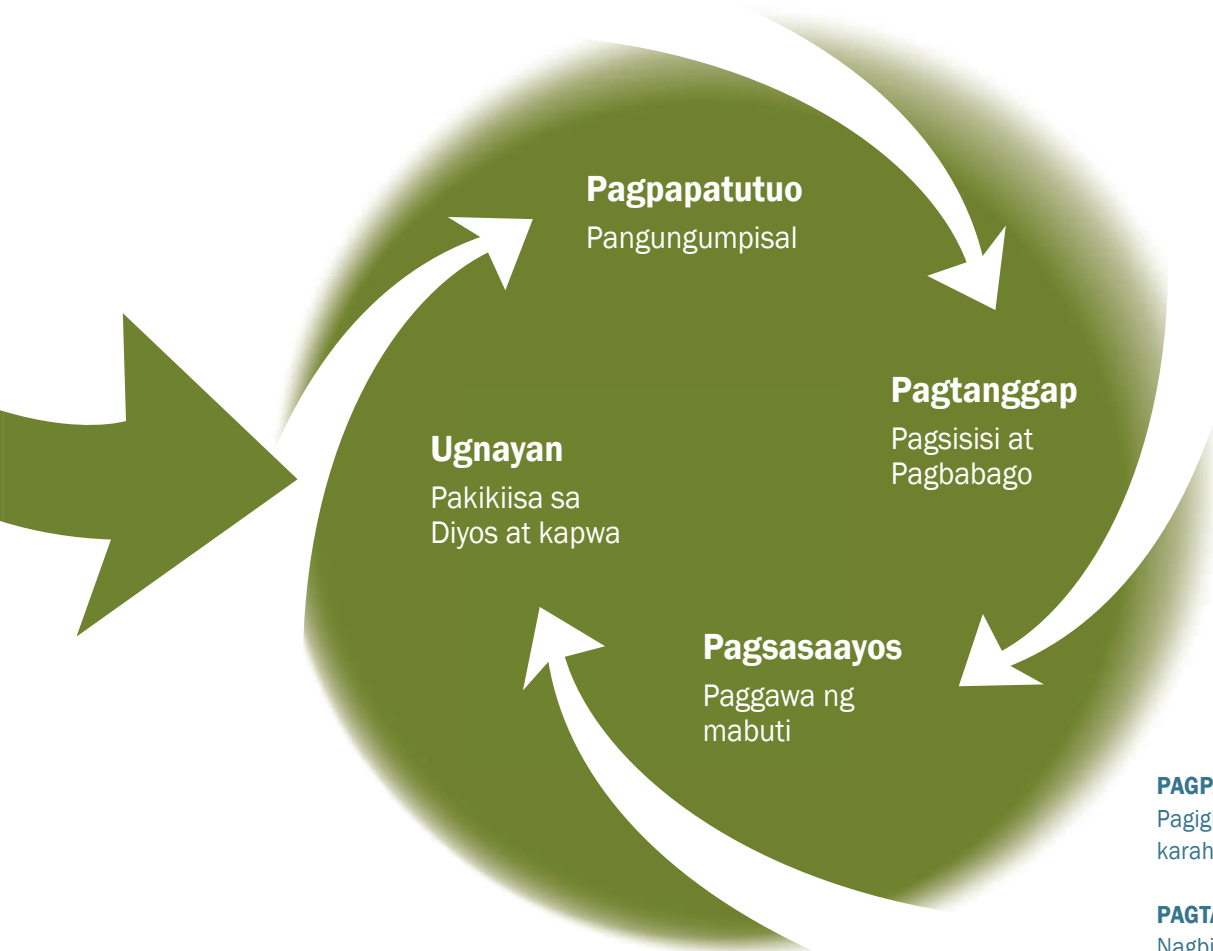 Pagpapatutuo
Pangungumpisal
Pagtanggap
Pagsisisi at
Pagbabago
Ugnayan
Pakikiisa sa
Diyos at kapwa
Pagsasaayos
Paggawa ng
mabuti